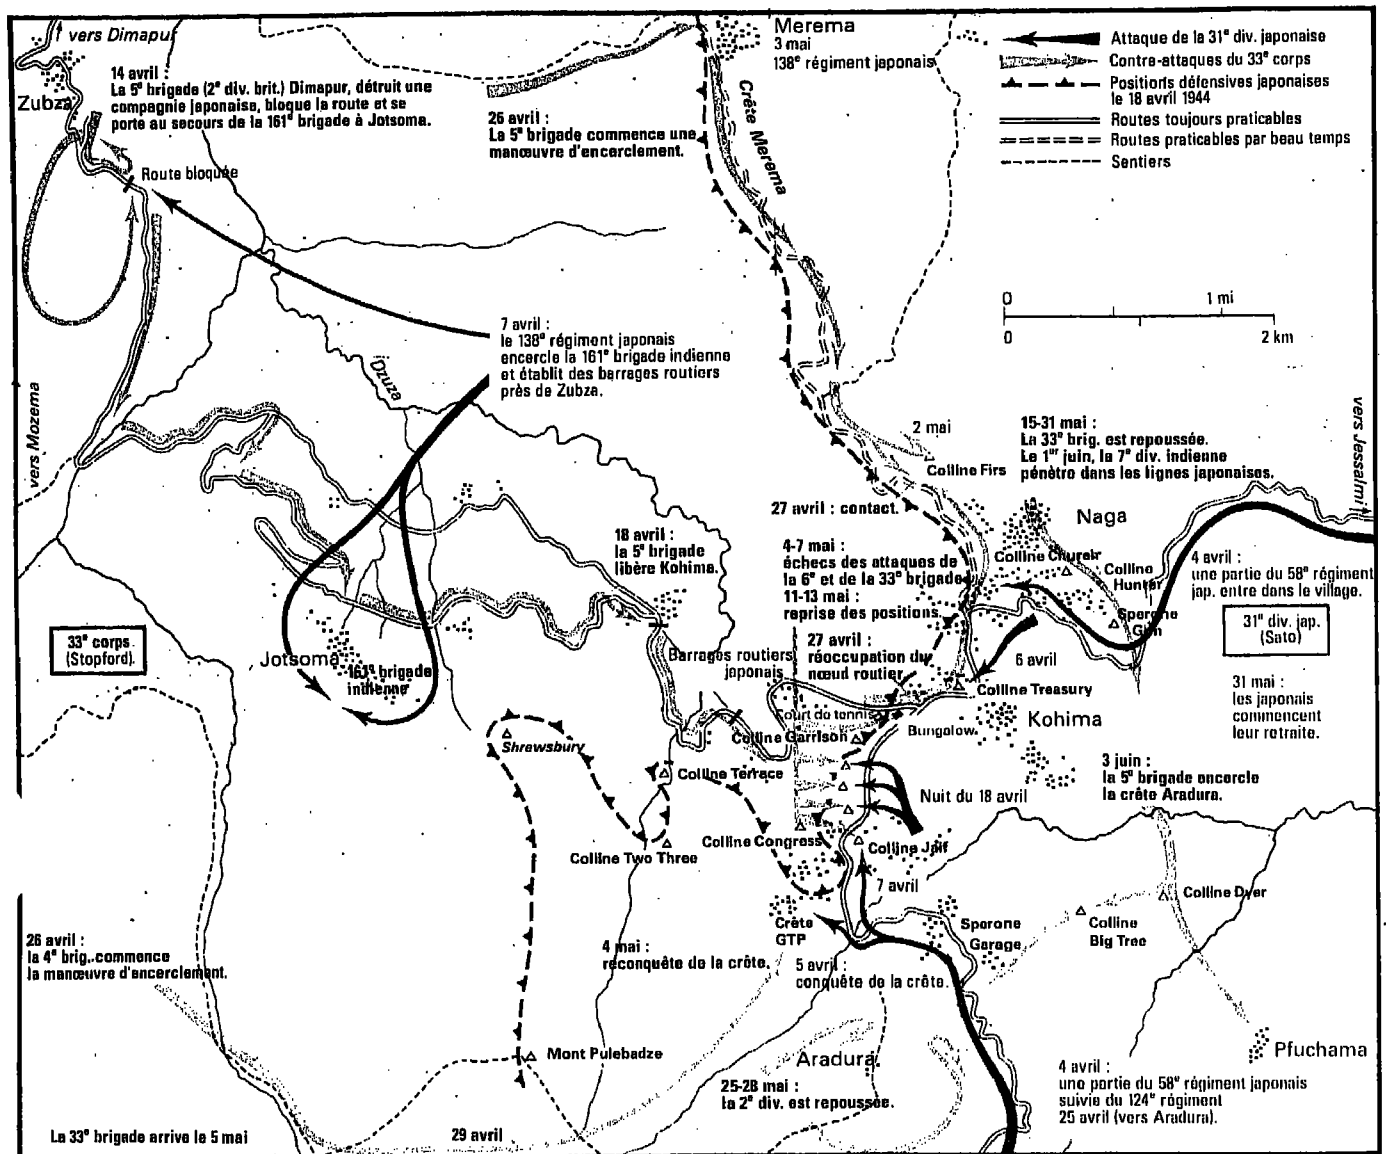 vers Dimapur
Zubza
14 avril :
La 5e brigade (2e div. brit.) Dimapur, détruit une
compagnie japonaise, bloque la route et se
porte au secours de la 161e brigade à Jotsoma.
Route bloquée
26 avril :
La 5e brigade commence une
manœuvre d'encerclement.
Merema
3 mai
138e régiment japonais
Crête Merema
Attaque de la 31e div. japonaise
Contre-attaques du 33e corps
Positions défensives japonaises
le 18 avril 1944
Routes toujours praticables
Routes praticables par beau temps
Sentiers
0 1 mi
0 2 km
7 avril :
le 138e régiment japonais
encercle la 161e brigade indienne
et établit des barrages routiers
près de Zubza.
Dzuza
vers Mozema
vers Jessalmi
2 mai
Colline Firs
15-31 mai :
La 33e brig. est repoussée.
Le 1er juin, la 7e div. indienne
pénètre dans les lignes japonaises.
27 avril : contact.
Naga
18 avril :
la 5e brigade
libère Kohima.
4-7 mai :
échecs des attaques de
la 6e et de la 33e brigade
11-13 mai :
reprise des positions.
Colline Church
Colline
Hunter
4 avril :
une partie du 58e régiment
jap. entre dans le village.
31e div. jap.
(Sato)
33e corps.
(Stopford).
Jotsoma
161e brigade
indienne
Barrages routiers
japonais
27 avril :
réoccupation du
nœud routier
6 avril
Colline Treasury
31 mai :
les japonais
commencent
leur retraite.
Court de tennis
Colline Garrison
Bungalow
Kohima
Shrewsbury
Colline Terrace
3 juin :
la 5e brigade encercle
la crête Aradura.
Nuit du 18 avril
Colline Congress
Colline Jail
Colline Two Three
7 avril
Colline Dyer
Colline
Big Tree
Crête
GTP
Sperone
Garage
26 avril :
la 4e brig. commence
la manœuvre d'encerclement.
4 mai :
reconquête de la crôte.
5 avril :
conquête de la crôte.
Mont Pulebadze
Aradura
Pfuchama
25-28 mai :
la 2e div. est repoussée.
4 avril :
une partie du 58e régiment japonais
suivie du 124e régiment
25 avril (vers Aradura).
La 33e brigade arrive le 5 mai
29 avril